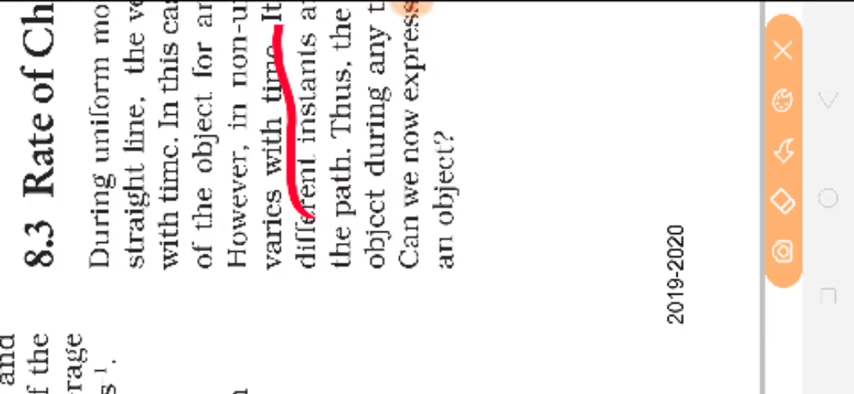 and
f the
rage
s⁻¹.
8.3 Rate of Ch
During uniform mo
straight line, the ve
with time. In this cas
of the object for an
However, in non-u
varies with time. It
different instants a
the path. Thus, the
object during any t
Can we now express
an object?
2019-2020